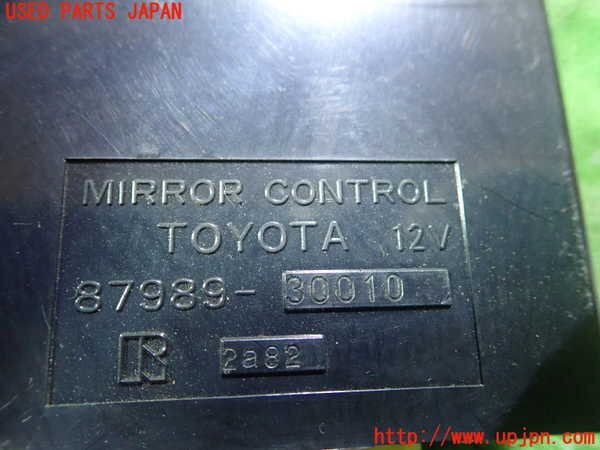 USED PARTS JAPAN
MIRROR CONTROL
TOYOTA 12V
87989-30010
R 2a82
http://www.upjpn.com